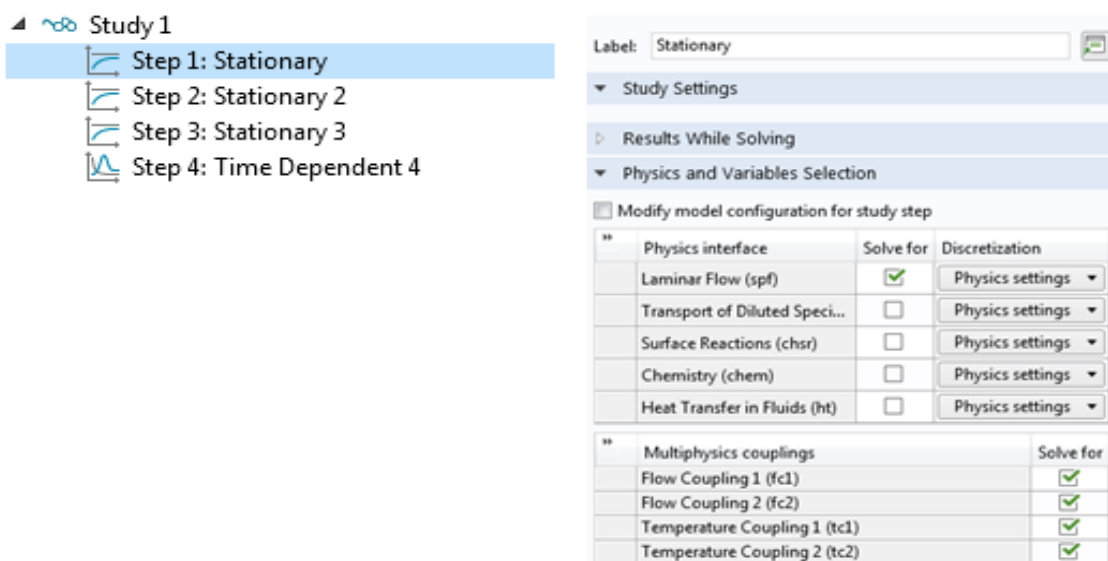 Study 1
Step 1: Stationary
Step 2: Stationary 2
Step 3: Stationary 3
Step 4: Time Dependent 4
Label: Stationary
Study Settings
Results While Solving
Physics and Variables Selection
Modify model configuration for study step
Physics interface Solve for Discretization
Laminar Flow (spf) Physics settings
Transport of Diluted Speci... Physics settings
Surface Reactions (chsr) Physics settings
Chemistry (chem) Physics settings
Heat Transfer in Fluids (ht) Physics settings
Multiphysics couplings Solve for
Flow Coupling 1 (fc1)
Flow Coupling 2 (fc2)
Temperature Coupling 1 (tc1)
Temperature Coupling 2 (tc2)